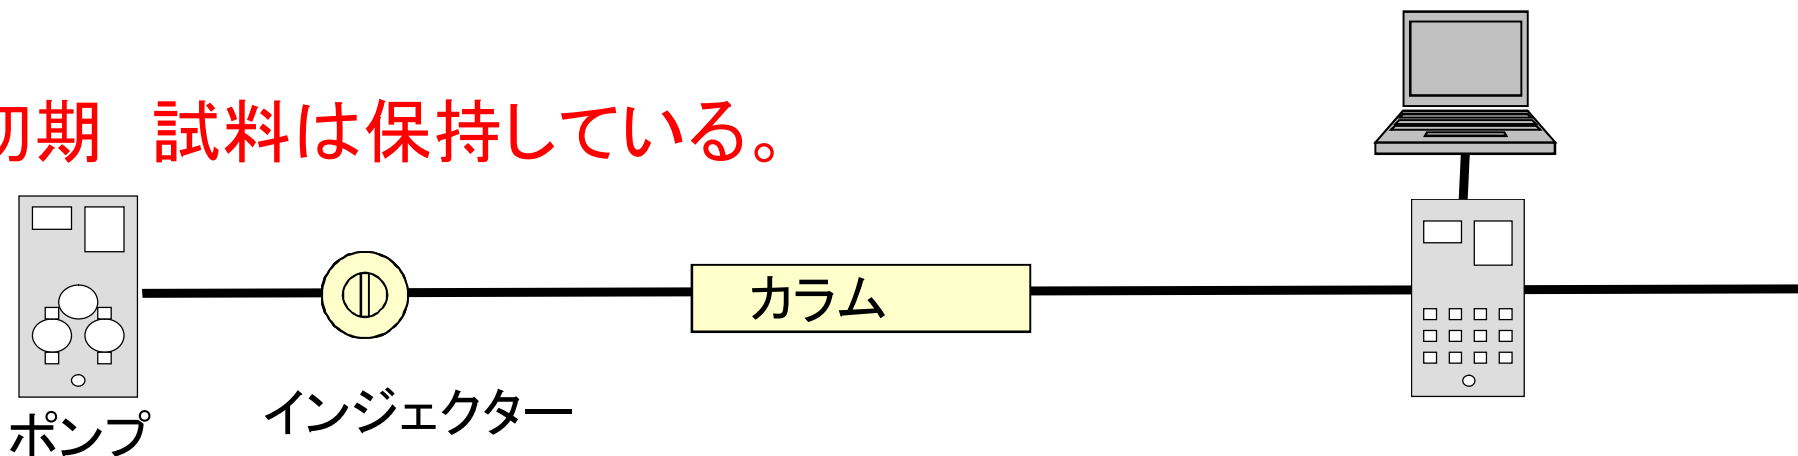 初期　試料は保持している。
カラム
インジェクター
ポンプ